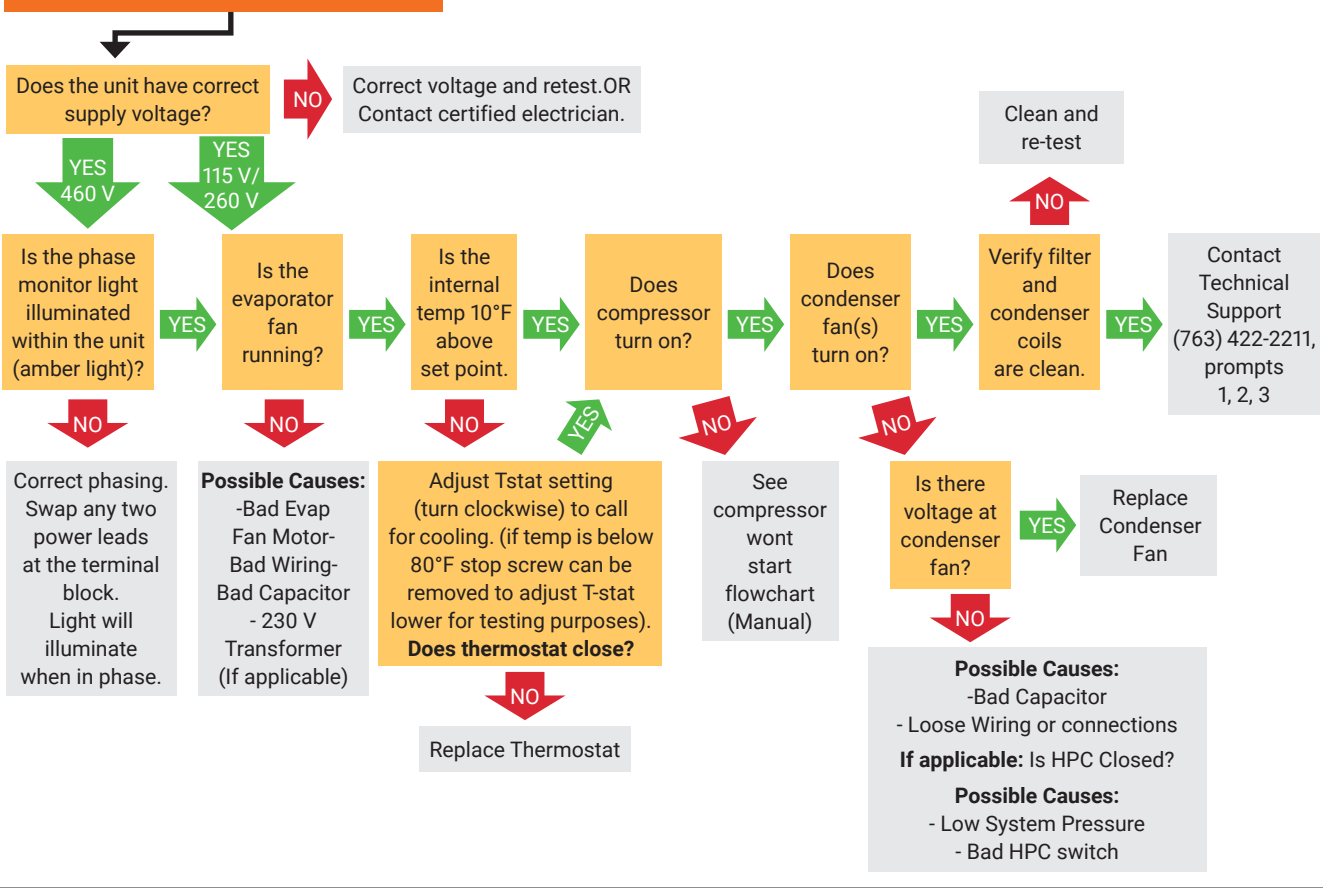 Does the unit have correct
supply voltage?
NO
Correct voltage and retest.OR
Contact certified electrician.
YES
460 V
YES
115 V/
260 V
Clean and
re-test
NO
Is the phase
monitor light
illuminated
within the unit
(amber light)?
YES
Is the
evaporator
fan
running?
YES
Is the
internal
temp 10°F
above
set point.
YES
Does
compressor
turn on?
YES
Does
condenser
fan(s)
turn on?
YES
Verify filter
and
condenser
coils
are clean.
YES
Contact
Technical
Support
(763) 422-2211,
prompts
1, 2, 3
NO
NO
NO
YES
NO
NO
Correct phasing.
Swap any two
power leads
at the terminal
block.
Light will
illuminate
when in phase.
Possible Causes:
-Bad Evap
Fan Motor-
Bad Wiring-
Bad Capacitor
- 230 V
Transformer
(If applicable)
Adjust Tstat setting
(turn clockwise) to call
for cooling. (if temp is below
80°F stop screw can be
removed to adjust T-stat
lower for testing purposes).
Does thermostat close?
NO
Replace Thermostat
See
compressor
wont
start
flowchart
(Manual)
Is there
voltage at
condenser
fan?
YES
Replace
Condenser
Fan
NO
Possible Causes:
-Bad Capacitor
- Loose Wiring or connections
If applicable: Is HPC Closed?
Possible Causes:
- Low System Pressure
- Bad HPC switch